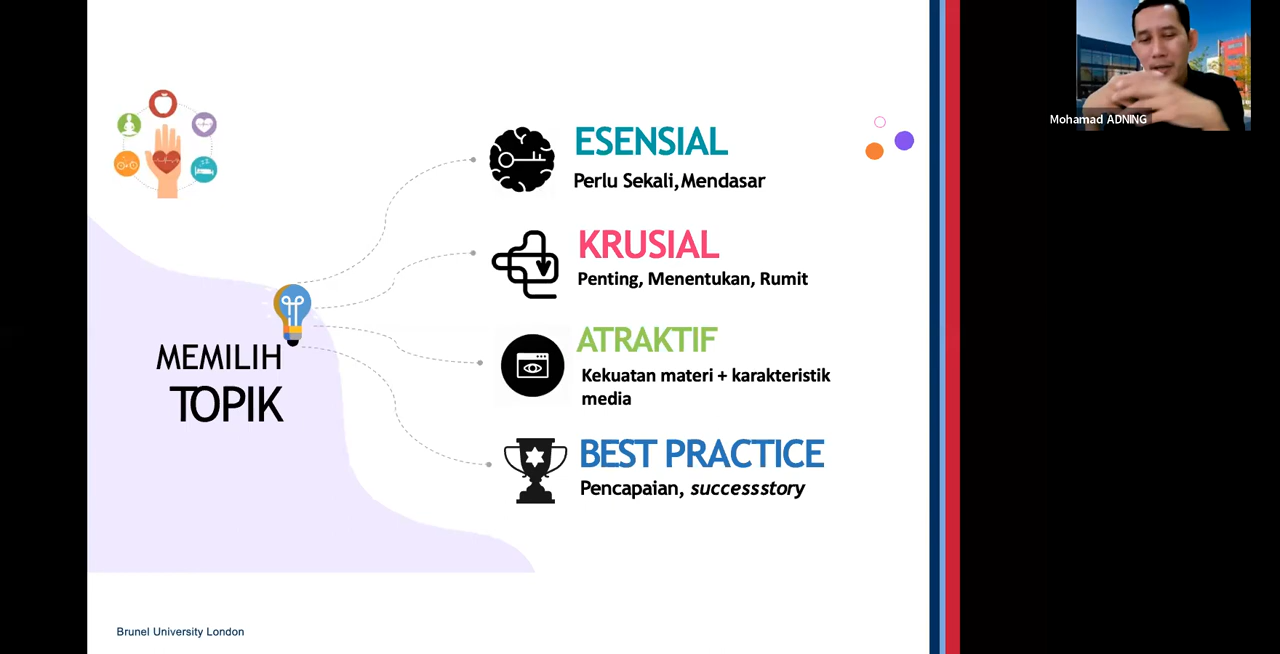 MEMILIH
TOPIK
ESENSIAL
Perlu Sekali,Mendasar
KRUSIAL
Penting, Menentukan, Rumit
ATRAKTIF
Kekuatan materi + karakteristik
media
BEST PRACTICE
Pencapaian, successstory
Brunel University London
Mohamad ADNING